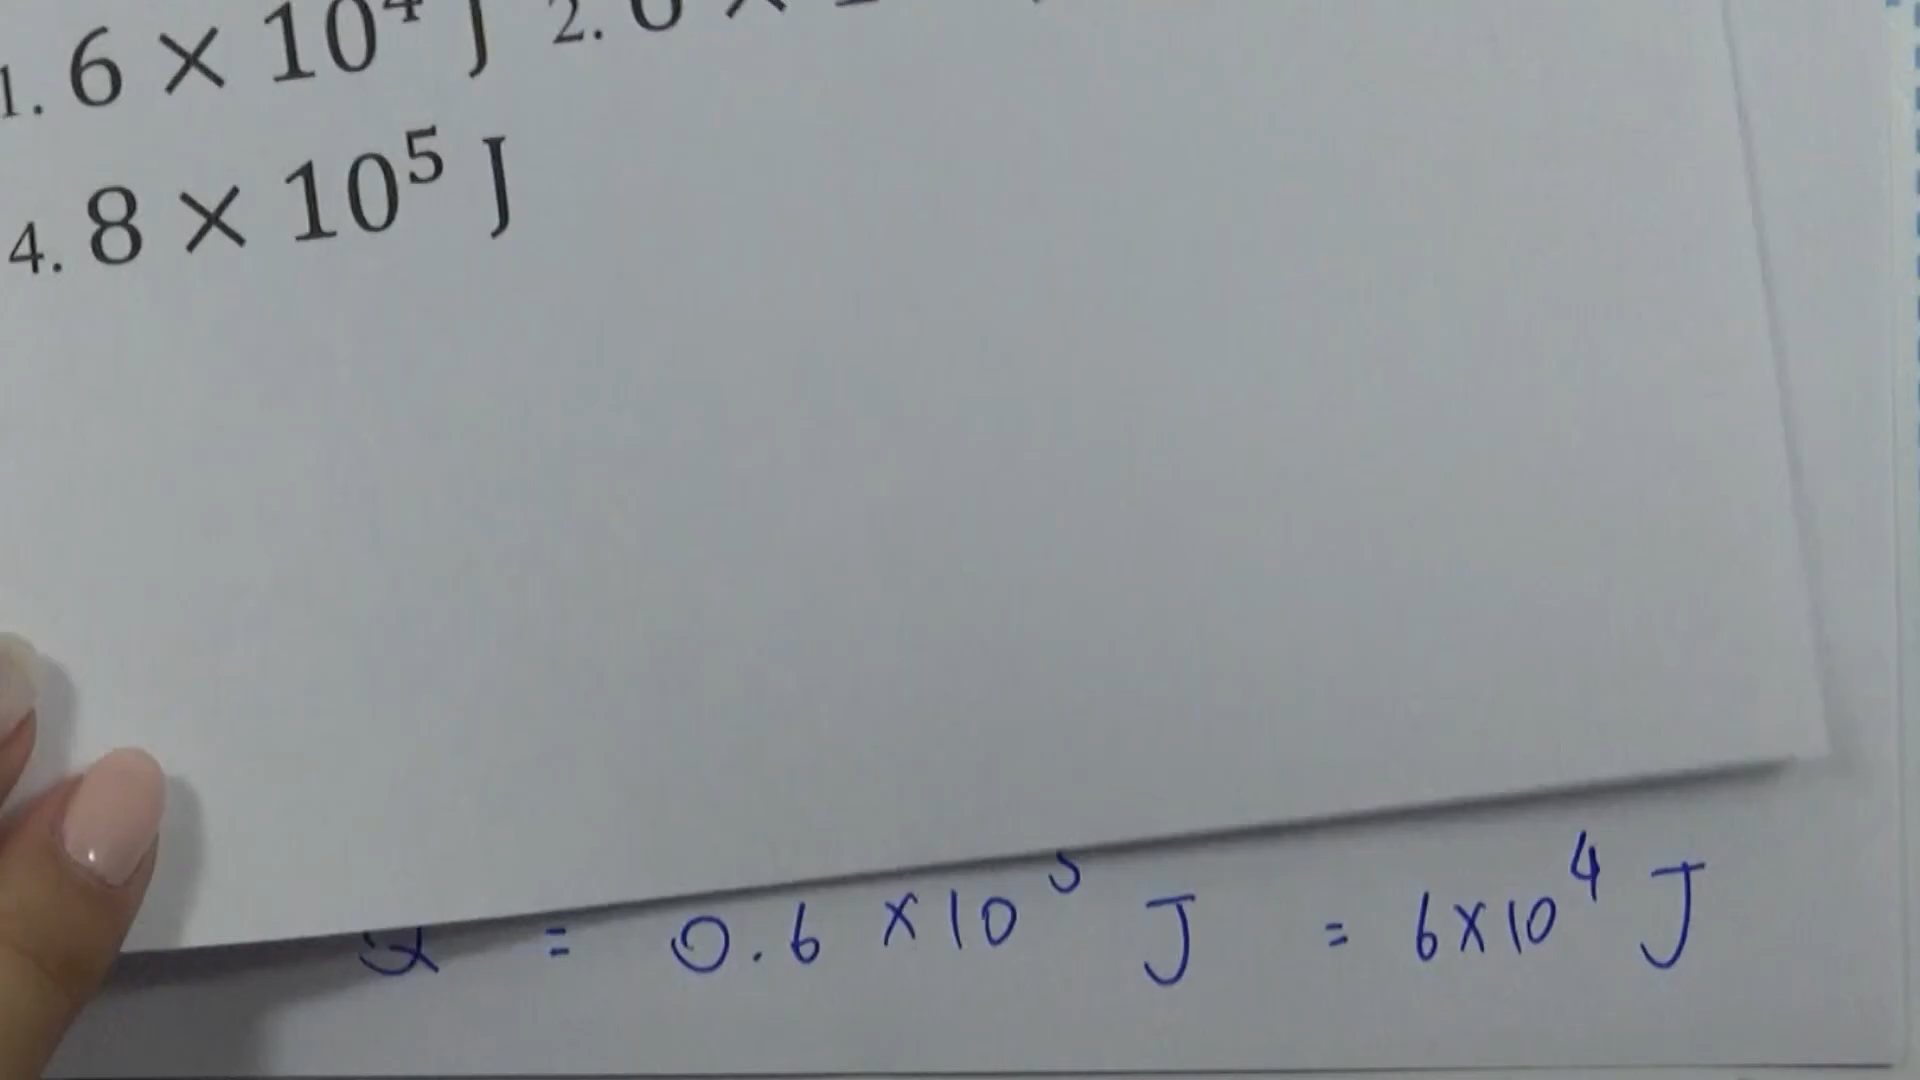 1. 6 × 10⁴ J 2.
4. 8 × 10⁵ J
= 0.6 × 10⁵ J = 6 × 10⁴ J